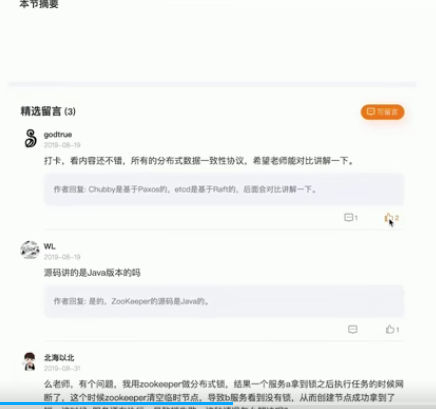 本节摘要
精选留言 (3)
写留言
godtrue
2019-08-19
打卡，看内容还不错，所有的分布式数据一致性协议，希望老师能对比讲解一下。
作者回复: Chubby是基于Paxos的，etcd是基于Raft的，后面会对比讲解一下。
1
2
WL
2019-08-19
源码讲的是Java版本的吗
作者回复: 是的，ZooKeeper的源码是Java的。
1
北海以北
2019-08-31
么老师，有个问题，我用zookeeper做分布式锁，结果一个服务a拿到锁之后执行任务的时候网
断了，这个时候zookeeper清空临时节点，导致b服务看到没有锁，从而创建节点成功拿到了